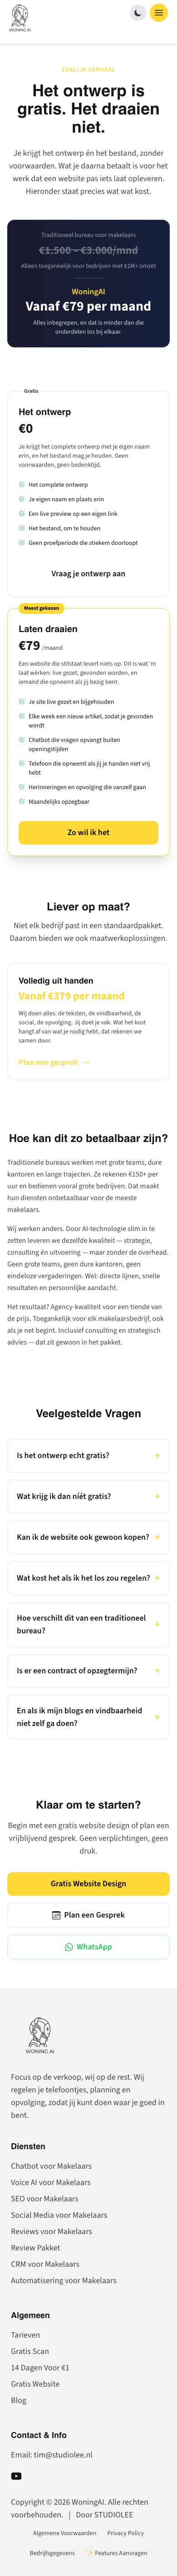 WONING AI
EERLIJK VERHAAL
Het ontwerp is
gratis. Het draaien
niet.
Je krijgt het ontwerp én het bestand, zonder
voorwaarden. Wat je daarna betaalt is voor het
werk dat een website pas iets laat opleveren.
Hieronder staat precies wat wat kost.
Traditioneel bureau voor makelaars
€1.500 – €3.000/mnd
Alleen toegankelijk voor bedrijven met €1M+ omzet
WoningAI
Vanaf €79 per maand
Alles inbegrepen, en dat is minder dan die
onderdelen los bij elkaar.
Gratis
Het ontwerp
€0
Je krijgt het complete ontwerp met je eigen naam
erin, en het bestand mag je houden. Geen
voorwaarden, geen bedenktijd.
Het complete ontwerp
Je eigen naam en plaats erin
Een live preview op een eigen link
Het bestand, om te houden
Geen proefperiode die stiekem doorloopt
Vraag je ontwerp aan
Meest gekozen
Laten draaien
€79 /maand
Een website die stilstaat levert niets op. Dit is wat 'm
laat werken: live gezet, gevonden worden, en
iemand die opneemt als jij bezig bent.
Je site live gezet en bijgehouden
Elke week een nieuw artikel, zodat je gevonden
wordt
Chatbot die vragen opvangt buiten
openingstijden
Telefoon die opneemt als jij je handen niet vrij
hebt
Herinneringen en opvolging die vanzelf gaan
Maandelijks opzegbaar
Zo wil ik het
Liever op maat?
Niet elk bedrijf past in een standaardpakket.
Daarom bieden we ook maatwerkoplossingen.
Volledig uit handen
Vanaf €379 per maand
Wij doen alles: de teksten, de vindbaarheid, de
social, de opvolging. Jij doet je vak. Wat het kost
hangt af van wat je nodig hebt, dat rekenen we
samen door.
Plan een gesprek →
Hoe kan dit zo betaalbaar zijn?
Traditionele bureaus werken met grote teams, dure
kantoren en lange trajecten. Ze rekenen €150+ per
uur en bedienen vooral grote bedrijven. Dat maakt
hun diensten onbetaalbaar voor de meeste
makelaars.
Wij werken anders. Door AI-technologie slim in te
zetten leveren we dezelfde kwaliteit — strategie,
consulting én uitvoering — maar zonder de overhead.
Geen grote teams, geen dure kantoren, geen
eindeloze vergaderingen. Wel: directe lijnen, snelle
resultaten en persoonlijke aandacht.
Het resultaat? Agency-kwaliteit voor een tiende van
de prijs. Toegankelijk voor elk makelaarsbedrijf, ook
als je net begint. Inclusief consulting en strategisch
advies — dat zit gewoon in het pakket.
Veelgestelde Vragen
Is het ontwerp echt gratis? +
Wat krijg ik dan níét gratis? +
Kan ik de website ook gewoon kopen? +
Wat kost het als ik het los zou regelen? +
Hoe verschilt dit van een traditioneel
bureau? +
Is er een contract of opzegtermijn? +
En als ik mijn blogs en vindbaarheid
niet zelf ga doen? +
Klaar om te starten?
Begin met een gratis website design of plan een
vrijblijvend gesprek. Geen verplichtingen, geen
druk.
Gratis Website Design
Plan een Gesprek
WhatsApp
WONING AI
Focus op de verkoop, wij op de rest. Wij
regelen je telefoontjes, planning en
opvolging, zodat jij kunt doen waar je goed in
bent.
Diensten
Chatbot voor Makelaars
Voice AI voor Makelaars
SEO voor Makelaars
Social Media voor Makelaars
Reviews voor Makelaars
Review Pakket
CRM voor Makelaars
Automatisering voor Makelaars
Algemeen
Tarieven
Gratis Scan
14 Dagen Voor €1
Gratis Website
Blog
Contact & Info
Email: tim@studiolee.nl
Copyright © 2026 WoningAI. Alle rechten
voorbehouden. | Door STUDIOLEE
Algemene Voorwaarden Privacy Policy
Bedrijfsgegevens ✨ Features Aanvragen